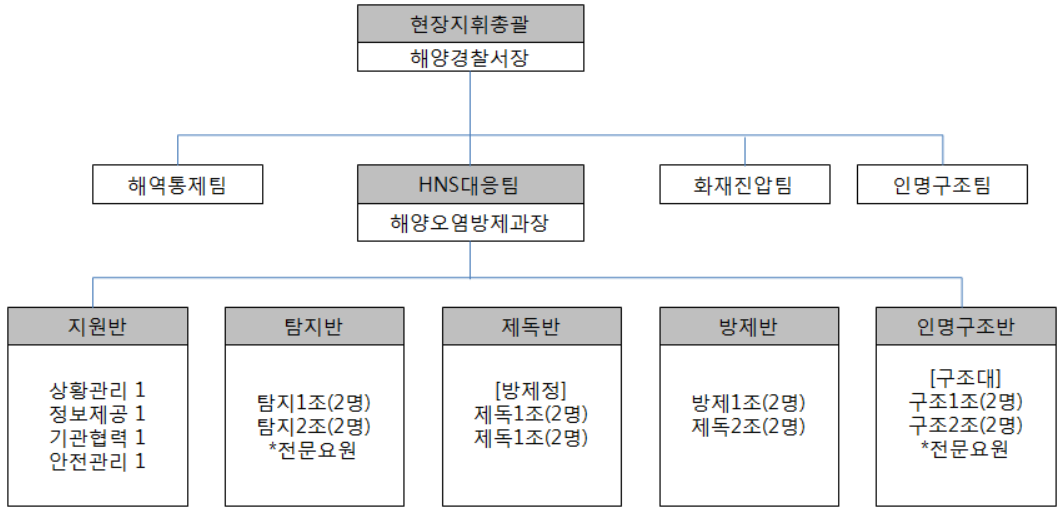 현장지휘총괄
해양경찰서장
해역통제팀
HNS대응팀
해양오염방제과장
화재진압팀
인명구조팀
지원반
상황관리 1
정보제공 1
기관협력 1
안전관리 1
탐지반
탐지1조(2명)
탐지2조(2명)
*전문요원
제독반
[방제정]
제독1조(2명)
제독1조(2명)
방제반
방제1조(2명)
제독2조(2명)
인명구조반
[구조대]
구조1조(2명)
구조2조(2명)
*전문요원